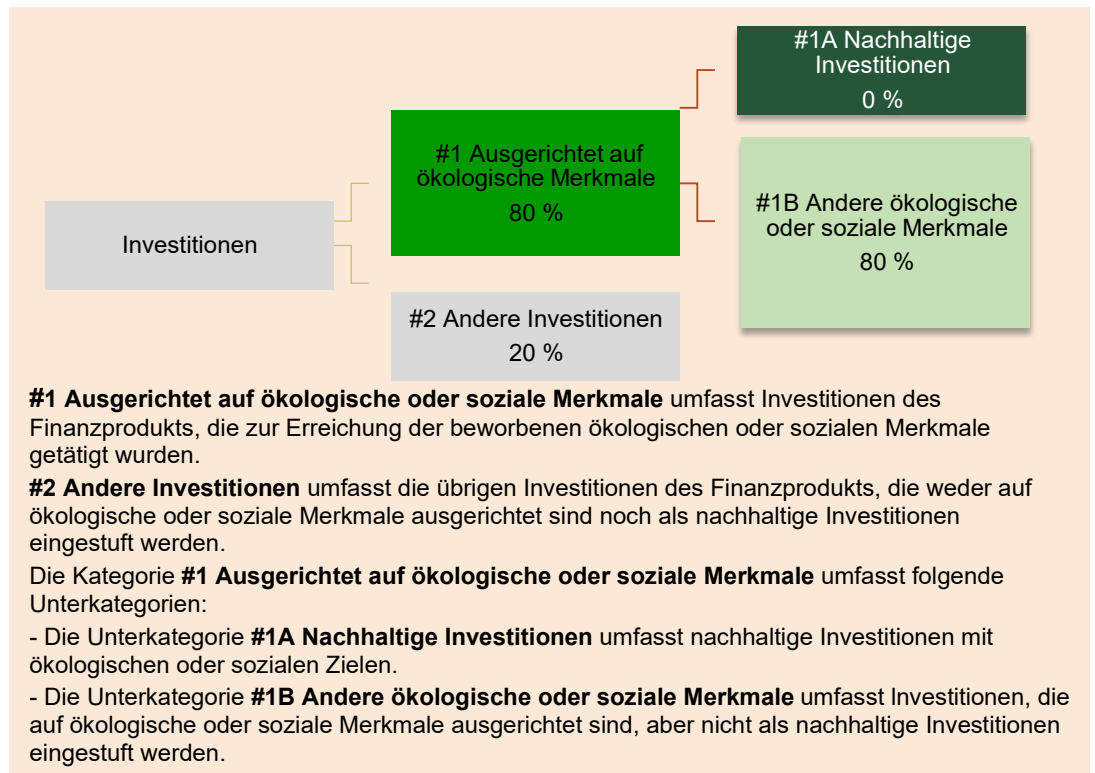 #1A Nachhaltige
Investitionen
0 %
#1 Ausgerichtet auf
ökologische Merkmale
80 %
#1B Andere ökologische
oder soziale Merkmale
80 %
Investitionen
#2 Andere Investitionen
20 %
#1 Ausgerichtet auf ökologische oder soziale Merkmale umfasst Investitionen des
Finanzprodukts, die zur Erreichung der beworbenen ökologischen oder sozialen Merkmale
getätigt wurden.
#2 Andere Investitionen umfasst die übrigen Investitionen des Finanzprodukts, die weder auf
ökologische oder soziale Merkmale ausgerichtet sind noch als nachhaltige Investitionen
eingestuft werden.
Die Kategorie #1 Ausgerichtet auf ökologische oder soziale Merkmale umfasst folgende
Unterkategorien:
- Die Unterkategorie #1A Nachhaltige Investitionen umfasst nachhaltige Investitionen mit
ökologischen oder sozialen Zielen.
- Die Unterkategorie #1B Andere ökologische oder soziale Merkmale umfasst Investitionen, die
auf ökologische oder soziale Merkmale ausgerichtet sind, aber nicht als nachhaltige Investitionen
eingestuft werden.